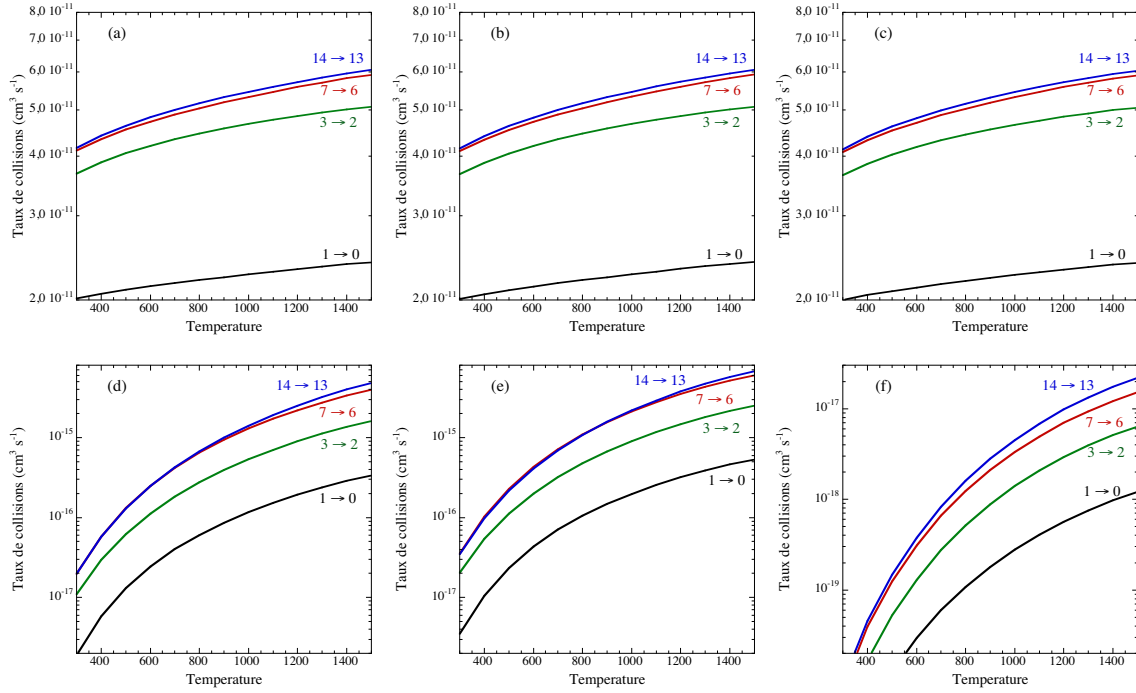 8,0 10⁻¹¹
7,0 10⁻¹¹
6,0 10⁻¹¹
5,0 10⁻¹¹
4,0 10⁻¹¹
3,0 10⁻¹¹
2,0 10⁻¹¹
Taux de collisions (cm³ s⁻¹)
(a)
14 → 13
7 → 6
3 → 2
1 → 0
400 600 800 1000 1200 1400
Temperature
8,0 10⁻¹¹
7,0 10⁻¹¹
6,0 10⁻¹¹
5,0 10⁻¹¹
4,0 10⁻¹¹
3,0 10⁻¹¹
2,0 10⁻¹¹
Taux de collisions (cm³ s⁻¹)
(b)
14 → 13
7 → 6
3 → 2
1 → 0
400 600 800 1000 1200 1400
Temperature
8,0 10⁻¹¹
7,0 10⁻¹¹
6,0 10⁻¹¹
5,0 10⁻¹¹
4,0 10⁻¹¹
3,0 10⁻¹¹
2,0 10⁻¹¹
Taux de collisions (cm³ s⁻¹)
(c)
14 → 13
7 → 6
3 → 2
1 → 0
400 600 800 1000 1200 1400
Temperature
10⁻¹⁵
10⁻¹⁶
10⁻¹⁷
Taux de collisions (cm³ s⁻¹)
(d)
14 → 13
7 → 6
3 → 2
1 → 0
400 600 800 1000 1200 1400
Temperature
10⁻¹⁵
10⁻¹⁶
10⁻¹⁷
Taux de collisions (cm³ s⁻¹)
(e)
14 → 13
7 → 6
3 → 2
1 → 0
400 600 800 1000 1200 1400
Temperature
10⁻¹⁷
10⁻¹⁸
10⁻¹⁹
Taux de collisions (cm³ s⁻¹)
(f)
14 → 13
7 → 6
3 → 2
1 → 0
400 600 800 1000 1200 1400
Temperature